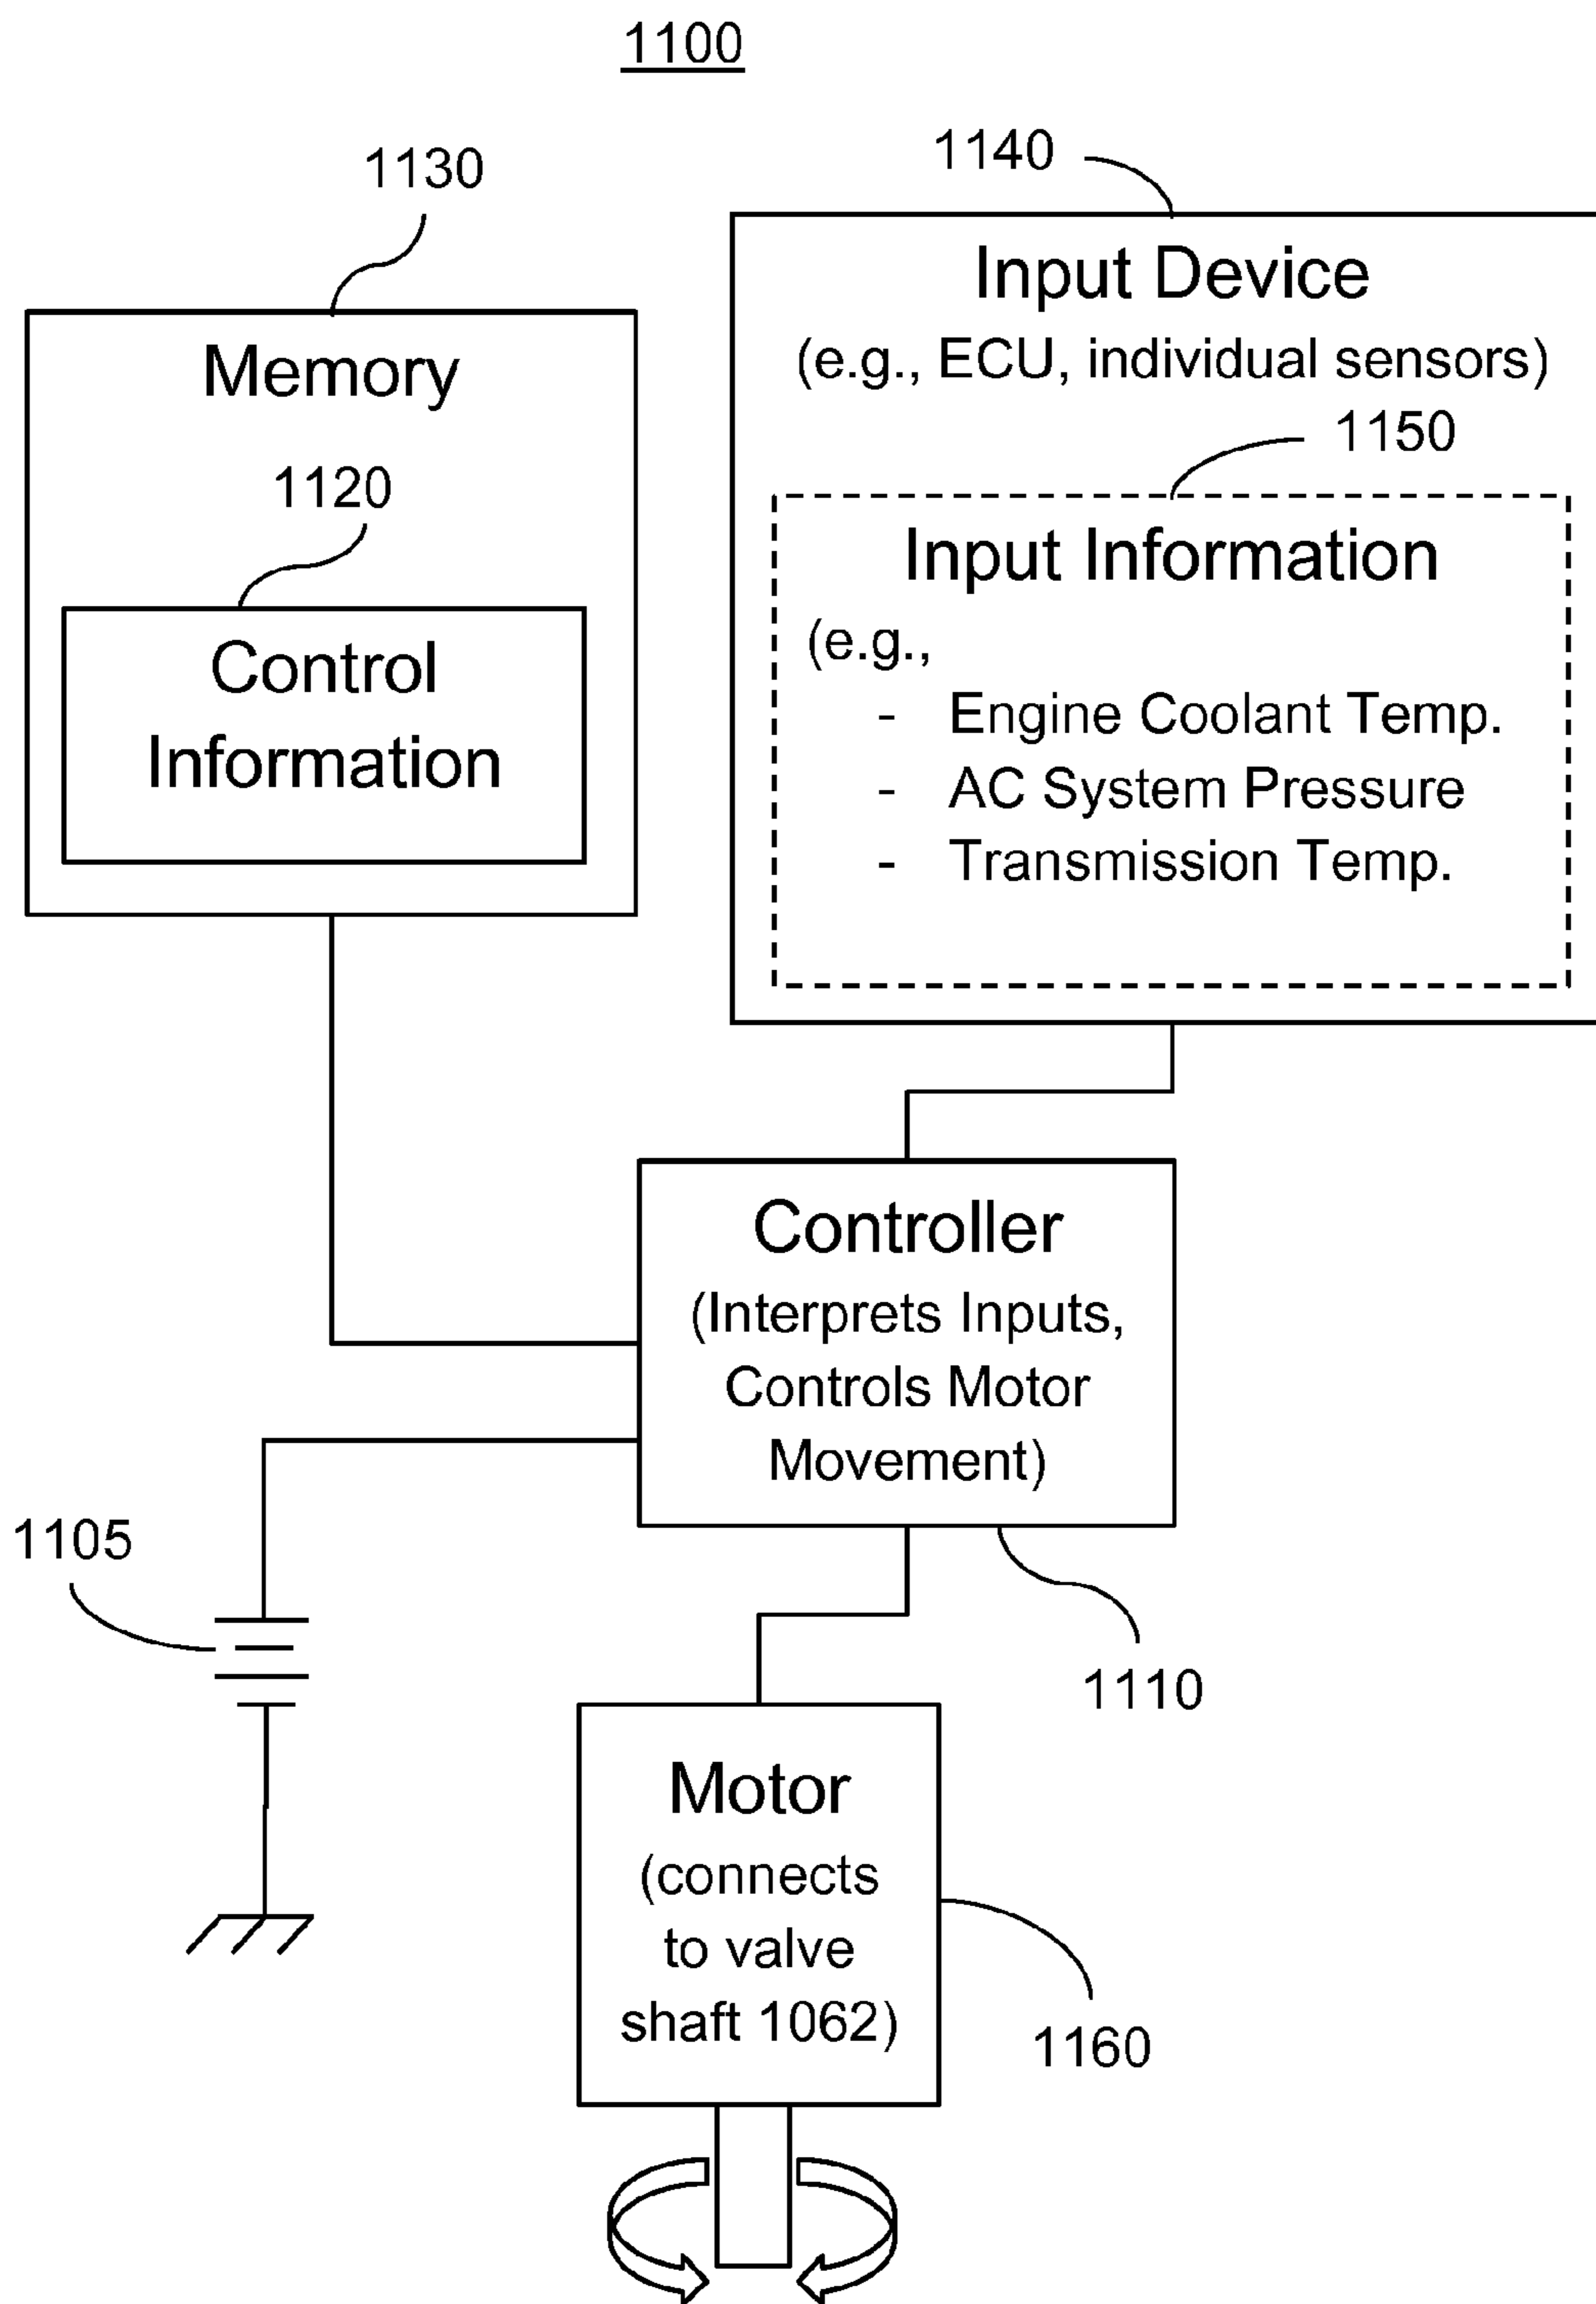 1100
1130
1140
Memory
1120
Control
Information
Input Device
(e.g., ECU, individual sensors)
1150
Input Information
(e.g.,
- Engine Coolant Temp.
- AC System Pressure
- Transmission Temp.
Controller
(Interprets Inputs,
Controls Motor
Movement)
1105
1110
Motor
(connects
to valve
shaft 1062)
1160